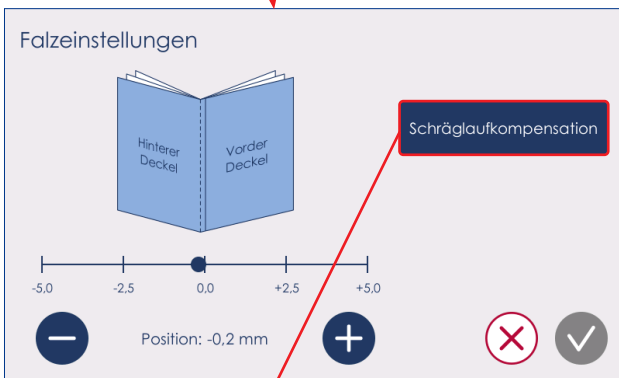 Falzeinstellungen
Hinterer
Deckel
Vorder
Deckel
Schräglaufkompensation
-5,0 -2,5 0,0 +2,5 +5,0
Position: -0,2 mm